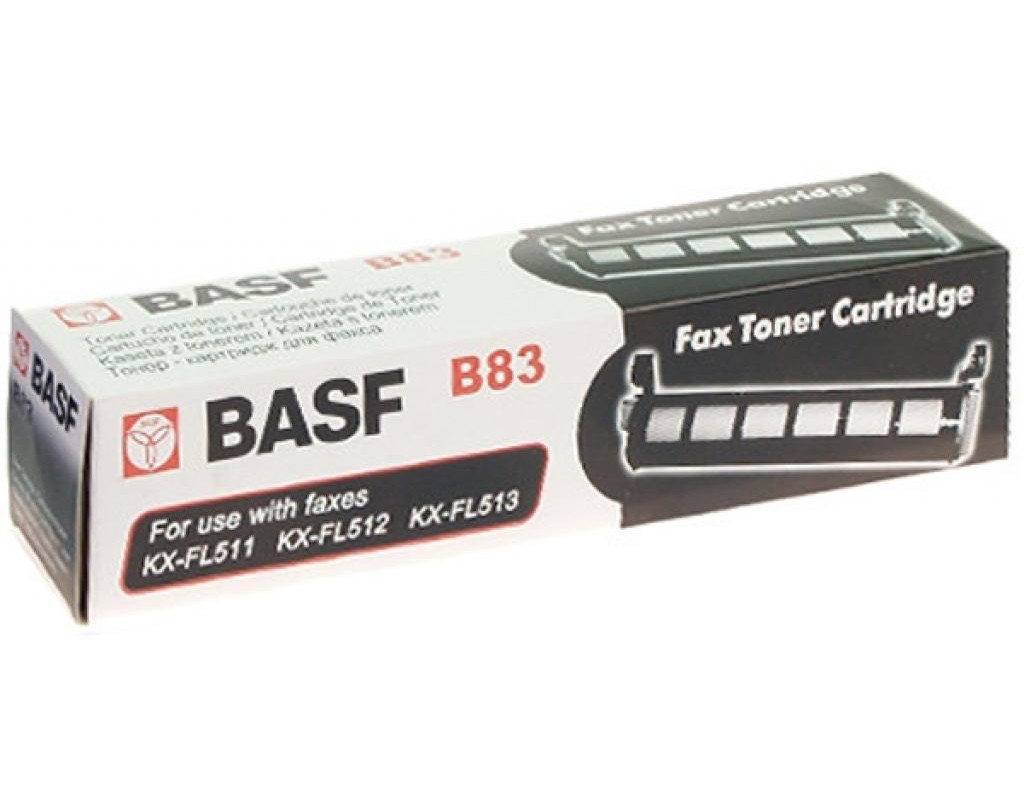 Fax Toner Cartridge
BASF B83
Toner Cartridge / Cartouche de toner
Cartucho de toner / Cartridge de Toner
Kaseta z tonerem / Kazeta s tonerem
Тонер - картридж для факса
Fax Toner Cartridge
BASF B83
For use with faxes
KX-FL511 KX-FL512 KX-FL513
BASF
B83